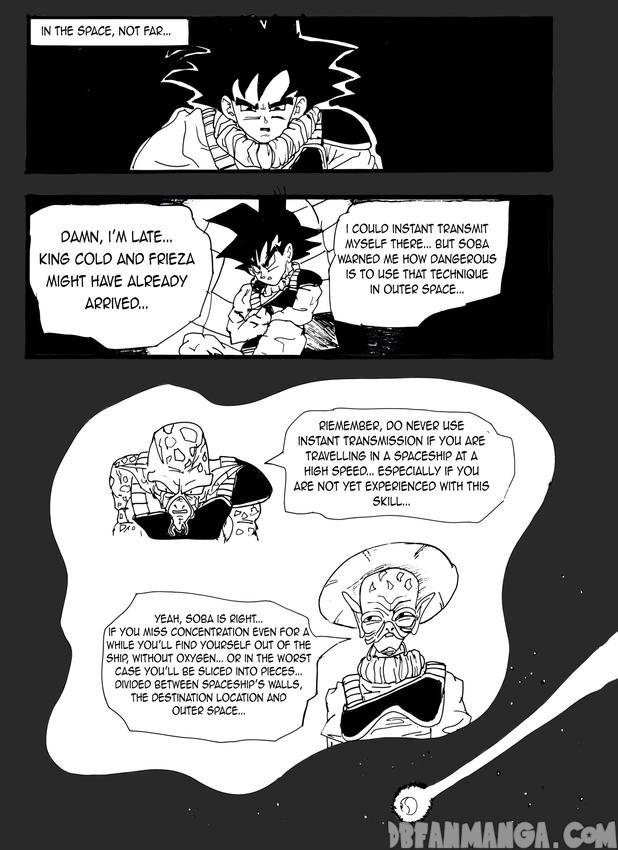 IN THE SPACE, NOT FAR...
DAMN, I'M LATE...
KING COLD AND FRIEZA
MIGHT HAVE ALREADY
ARRIVED...
I COULD INSTANT TRANSMIT
MYSELF THERE... BUT SOBA
WARNED ME HOW DANGEROUS
IS TO USE THAT TECHNIQUE
IN OUTER SPACE...
RIEMEMBER, DO NEVER USE
INSTANT TRANSMISSION IF YOU ARE
TRAVELLING IN A SPACESHIP AT A
HIGH SPEED... ESPECIALLY IF YOU
ARE NOT YET EXPERIENCED WITH THIS
SKILL...
YEAH, SOBA IS RIGHT...
IF YOU MISS CONCENTRATION EVEN FOR A
WHILE YOU'LL FIND YOURSELF OUT OF THE
SHIP, WITHOUT OXYGEN... OR IN THE WORST
CASE YOU'LL BE SLICED INTO PIECES...
DIVIDED BETWEEN SPACESHIP'S WALLS,
THE DESTINATION LOCATION AND
OUTER SPACE...
DBFANMANGA.COM